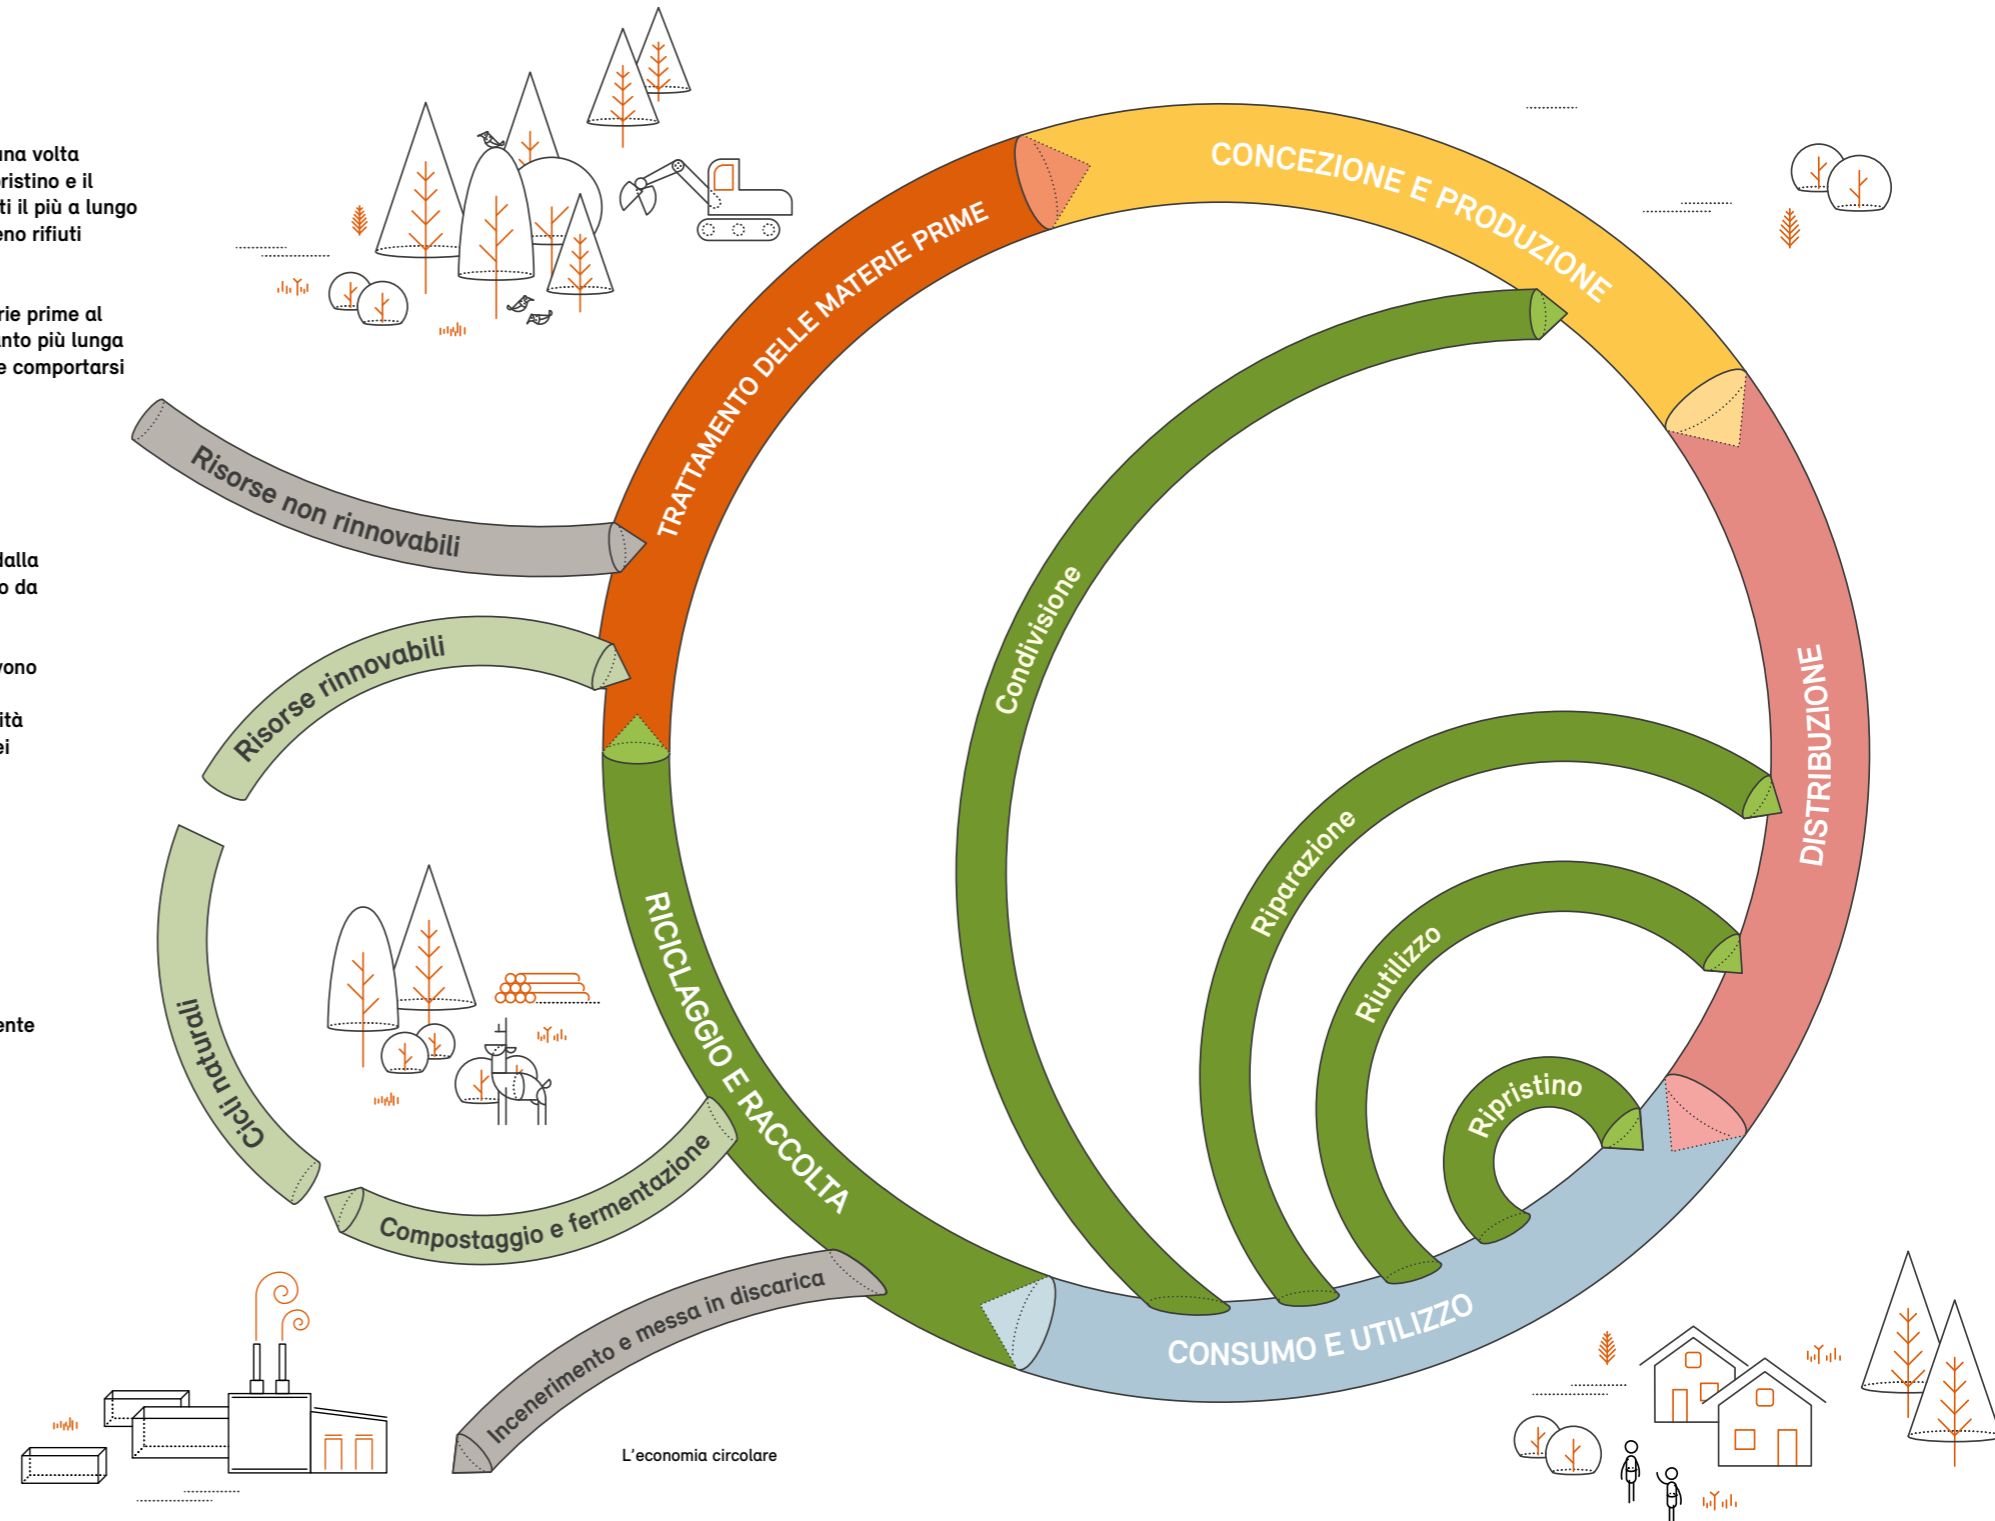 una volta
pristino e il
ti il più a lungo
eno rifiuti
rie prime al
nto più lunga
e comportarsi
dalla
o da
vono
ità
ei
ente
TRATTAMENTO DELLE MATERIE PRIME
CONCEZIONE E PRODUZIONE
DISTRIBUZIONE
CONSUMO E UTILIZZO
RICICLAGGIO E RACCOLTA
Condivisione
Riparazione
Riutilizzo
Ripristino
Risorse non rinnovabili
Risorse rinnovabili
Cicli naturali
Compostaggio e fermentazione
Incenerimento e messa in discarica
L'economia circolare